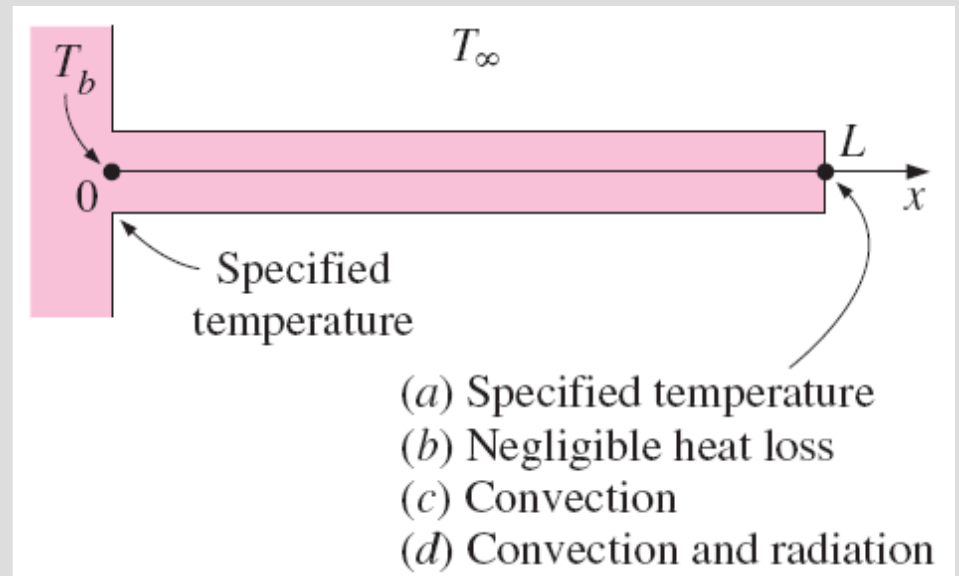 T∞
T_b
L
0
x
Specified
temperature
(a) Specified temperature
(b) Negligible heat loss
(c) Convection
(d) Convection and radiation